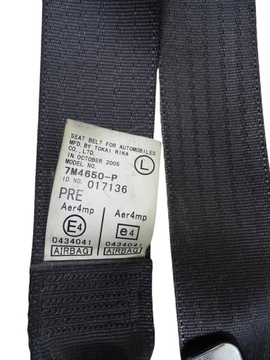 SEAT BELT FOR AUTOMOBILES
MFD. BY TOKAI RIKA
CO., LTD.
IN OCTOBER 2005
MODEL NO.
7M4650-P
ID NO. 017136
L
PRE
Aer4mp Aer4mp
E4 e4
0434041 0434041
AIRBAG AIRBAG